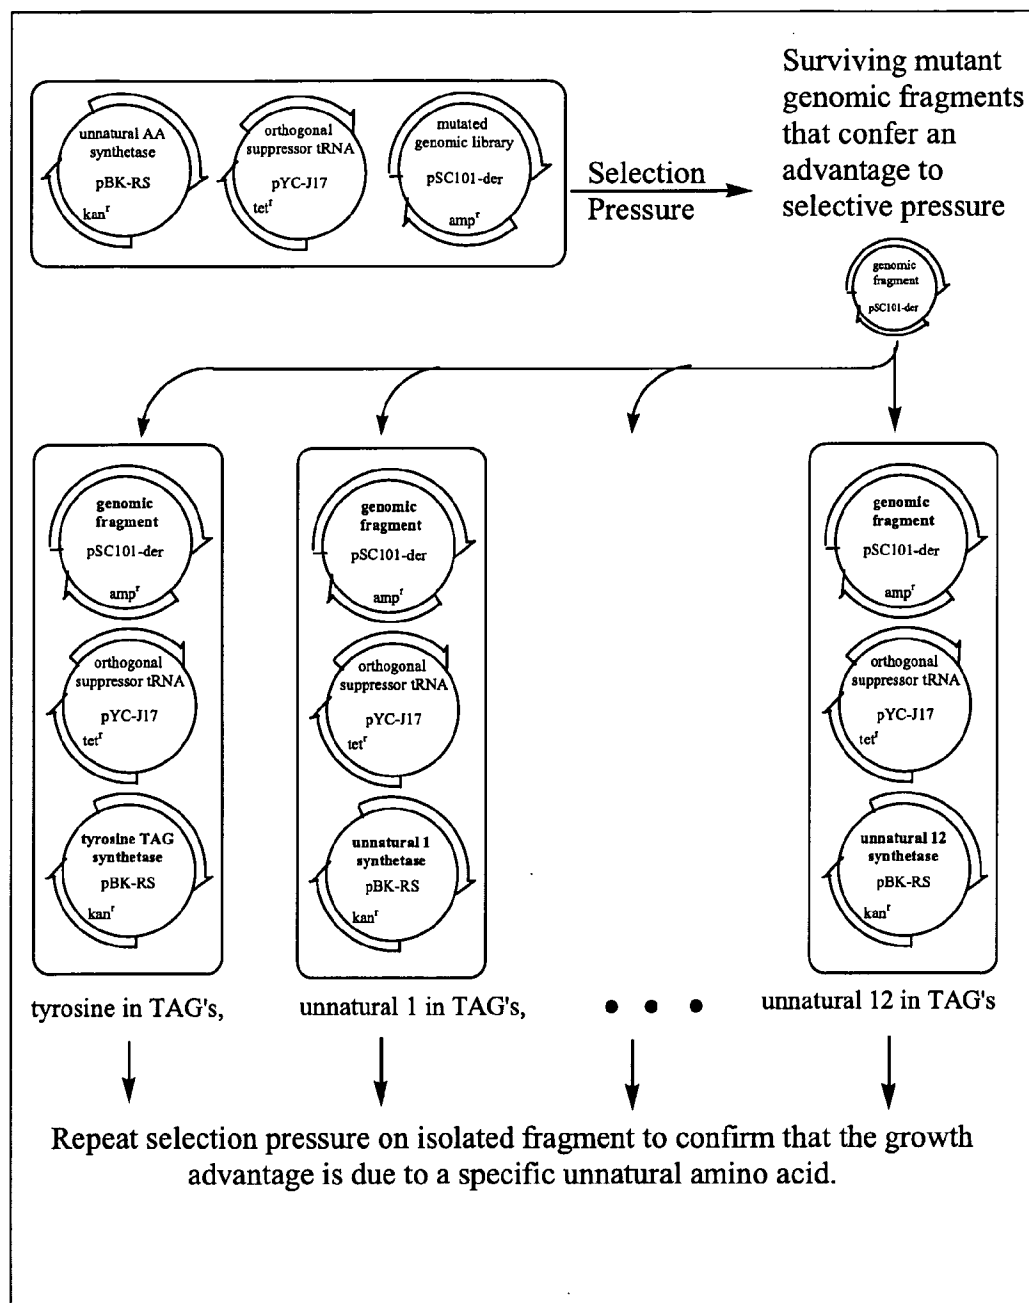 unnatural AA
synthetase
pBK-RS
kanʳ
orthogonal
suppressor tRNA
pYC-J17
tetʳ
mutated
genomic library
pSC101-der
ampʳ
Selection
Pressure
Surviving mutant
genomic fragments
that confer an
advantage to
selective pressure
genomic
fragment
pSC101-der
genomic
fragment
pSC101-der
ampʳ
orthogonal
suppressor tRNA
pYC-J17
tetʳ
tyrosine TAG
synthetase
pBK-RS
kanʳ
tyrosine in TAG's,
genomic
fragment
pSC101-der
ampʳ
orthogonal
suppressor tRNA
pYC-J17
tetʳ
unnatural 1
synthetase
pBK-RS
kanʳ
unnatural 1 in TAG's,
• • •
genomic
fragment
pSC101-der
ampʳ
orthogonal
suppressor tRNA
pYC-J17
tetʳ
unnatural 12
synthetase
pBK-RS
kanʳ
unnatural 12 in TAG's
Repeat selection pressure on isolated fragment to confirm that the growth
advantage is due to a specific unnatural amino acid.